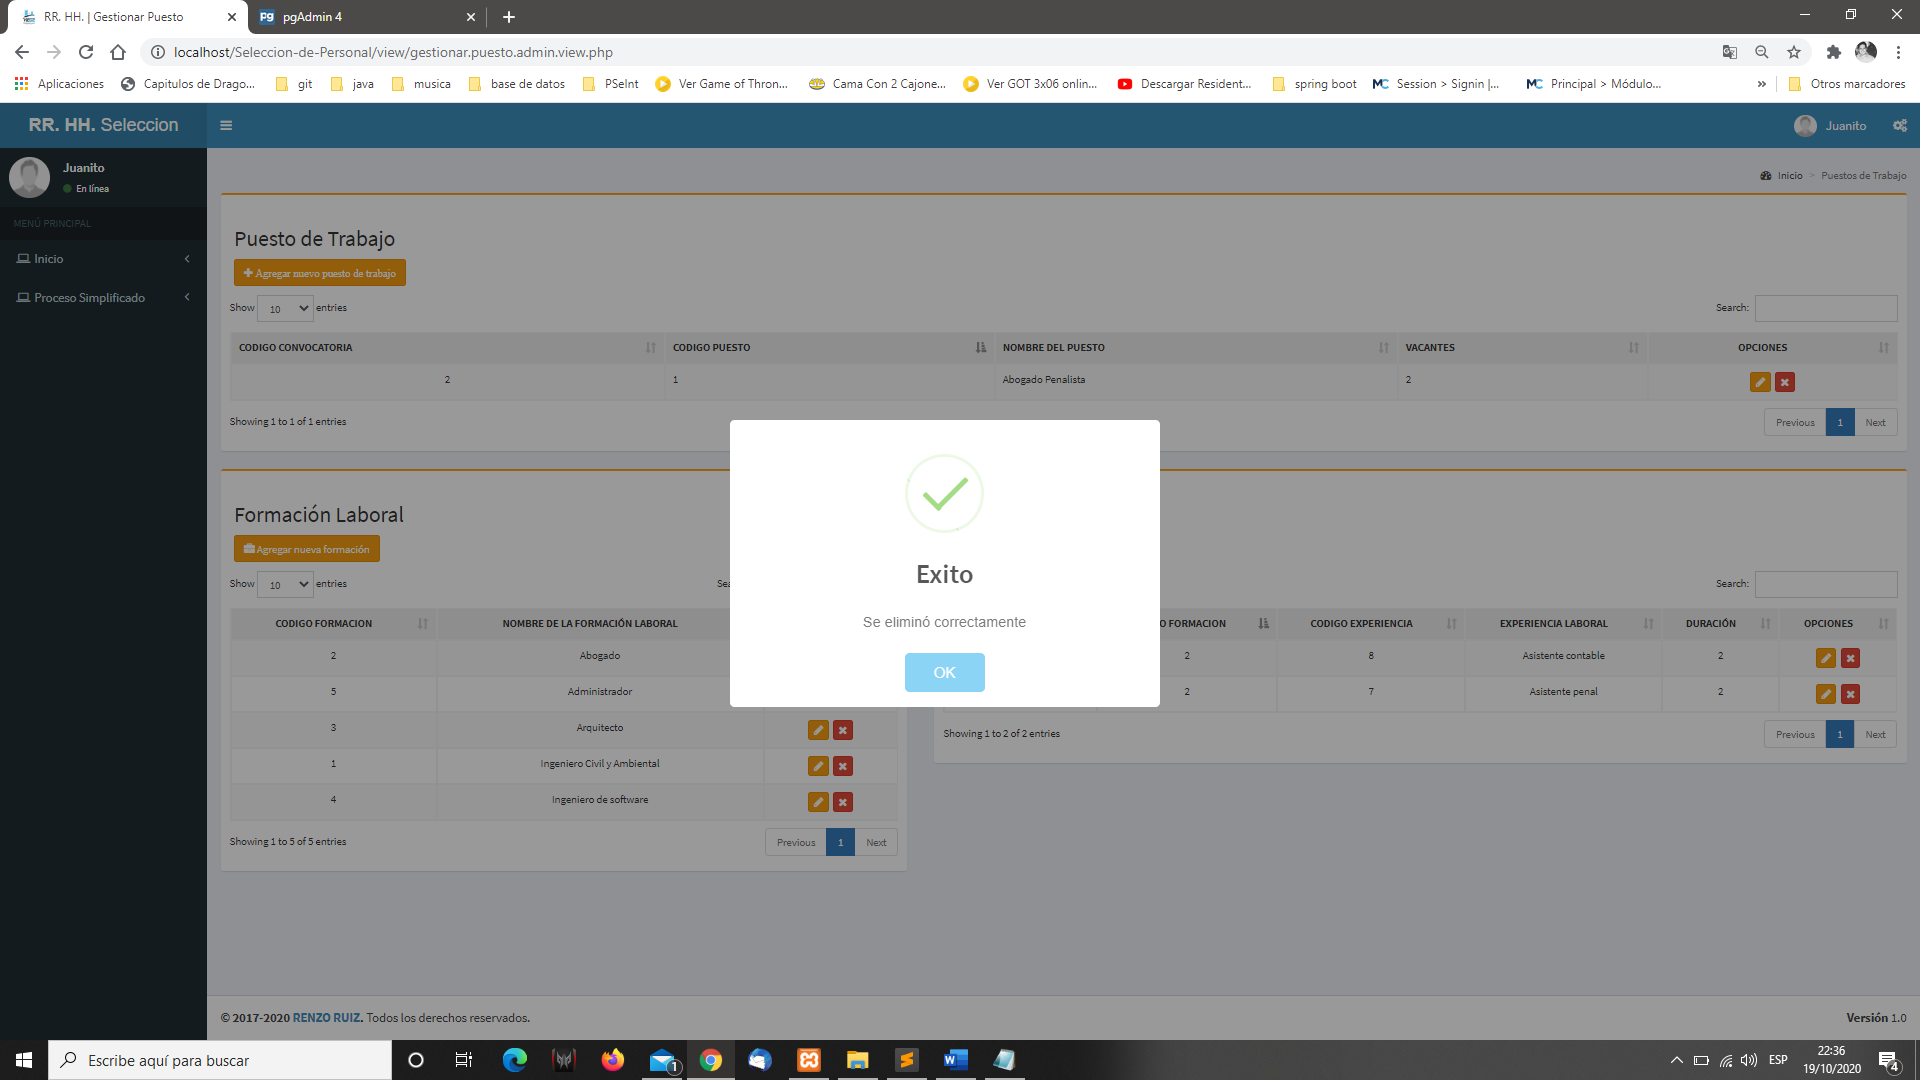 RR. HH. | Gestionar Puesto
pgAdmin 4
localhost/Seleccion-de-Personal/view/gestionar.puesto.admin.view.php
Aplicaciones
Capitulos de Drago...
git
java
musica
base de datos
PSeInt
Ver Game of Thron...
Cama Con 2 Cajone...
Ver GOT 3x06 onlin...
Descargar Resident...
spring boot
Session > Signin |...
Principal > Módulo...
Otros marcadores
RR. HH. Seleccion
Juanito
Juanito
En línea
MENÚ PRINCIPAL
Inicio
Proceso Simplificado
Inicio > Puestos de Trabajo
Puesto de Trabajo
Agregar nuevo puesto de trabajo
Show 10 entries
Search:
CODIGO CONVOCATORIA CODIGO PUESTO NOMBRE DEL PUESTO VACANTES OPCIONES
2 1 Abogado Penalista 2
Showing 1 to 1 of 1 entries
Previous 1 Next
Formación Laboral
Agregar nueva formación
Show 10 entries
Sea
CODIGO FORMACION NOMBRE DE LA FORMACIÓN LABORAL
2 Abogado
5 Administrador
3 Arquitecto
1 Ingeniero Civil y Ambiental
4 Ingeniero de software
Showing 1 to 5 of 5 entries
Previous 1 Next
Search:
O FORMACION CODIGO EXPERIENCIA EXPERIENCIA LABORAL DURACIÓN OPCIONES
2 8 Asistente contable 2
2 7 Asistente penal 2
Showing 1 to 2 of 2 entries
Previous 1 Next
Exito
Se eliminó correctamente
OK
© 2017-2020 RENZO RUIZ. Todos los derechos reservados.
Versión 1.0
Escribe aquí para buscar
1
ESP
22:36
19/10/2020
4